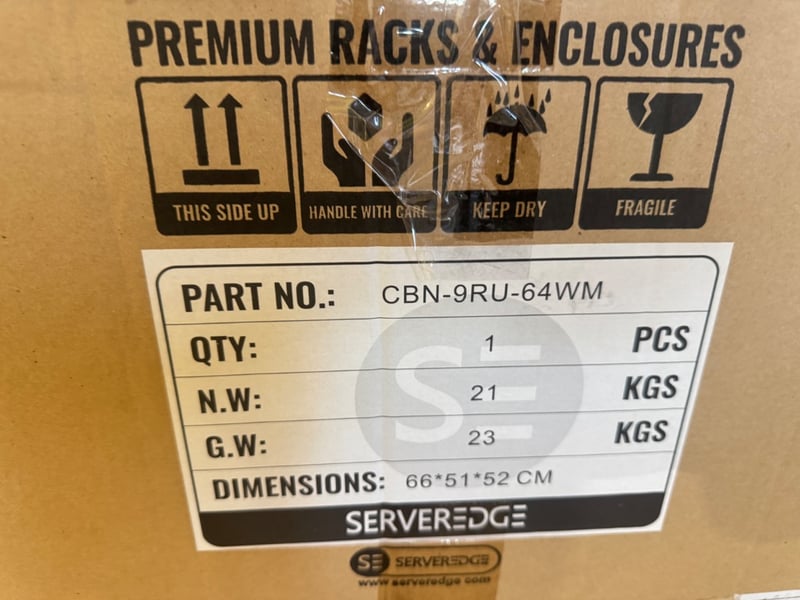 PREMIUM RACKS & ENCLOSURES
THIS SIDE UP HANDLE WITH CARE KEEP DRY FRAGILE
PART NO.: CBN-9RU-64WM
QTY: 1 PCS
N.W: 21 KGS
G.W: 23 KGS
DIMENSIONS: 66*51*52 CM
SE
SERVEREDGE
SE SERVEREDGE
www.serveredge.com